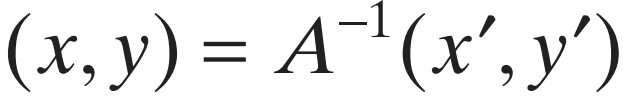 (x, y) = A⁻¹(x′, y′)